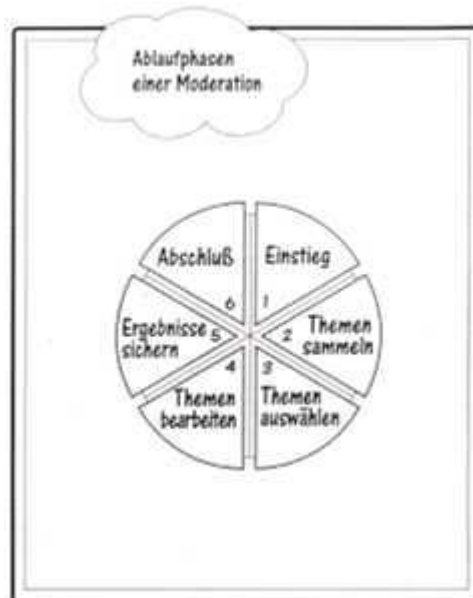 Ablaufphasen
einer Moderation
Einstieg
1
2
Themen
sammeln
3
Themen
auswählen
4
Themen
bearbeiten
Ergebnisse
sichern
5
Abschluß
6